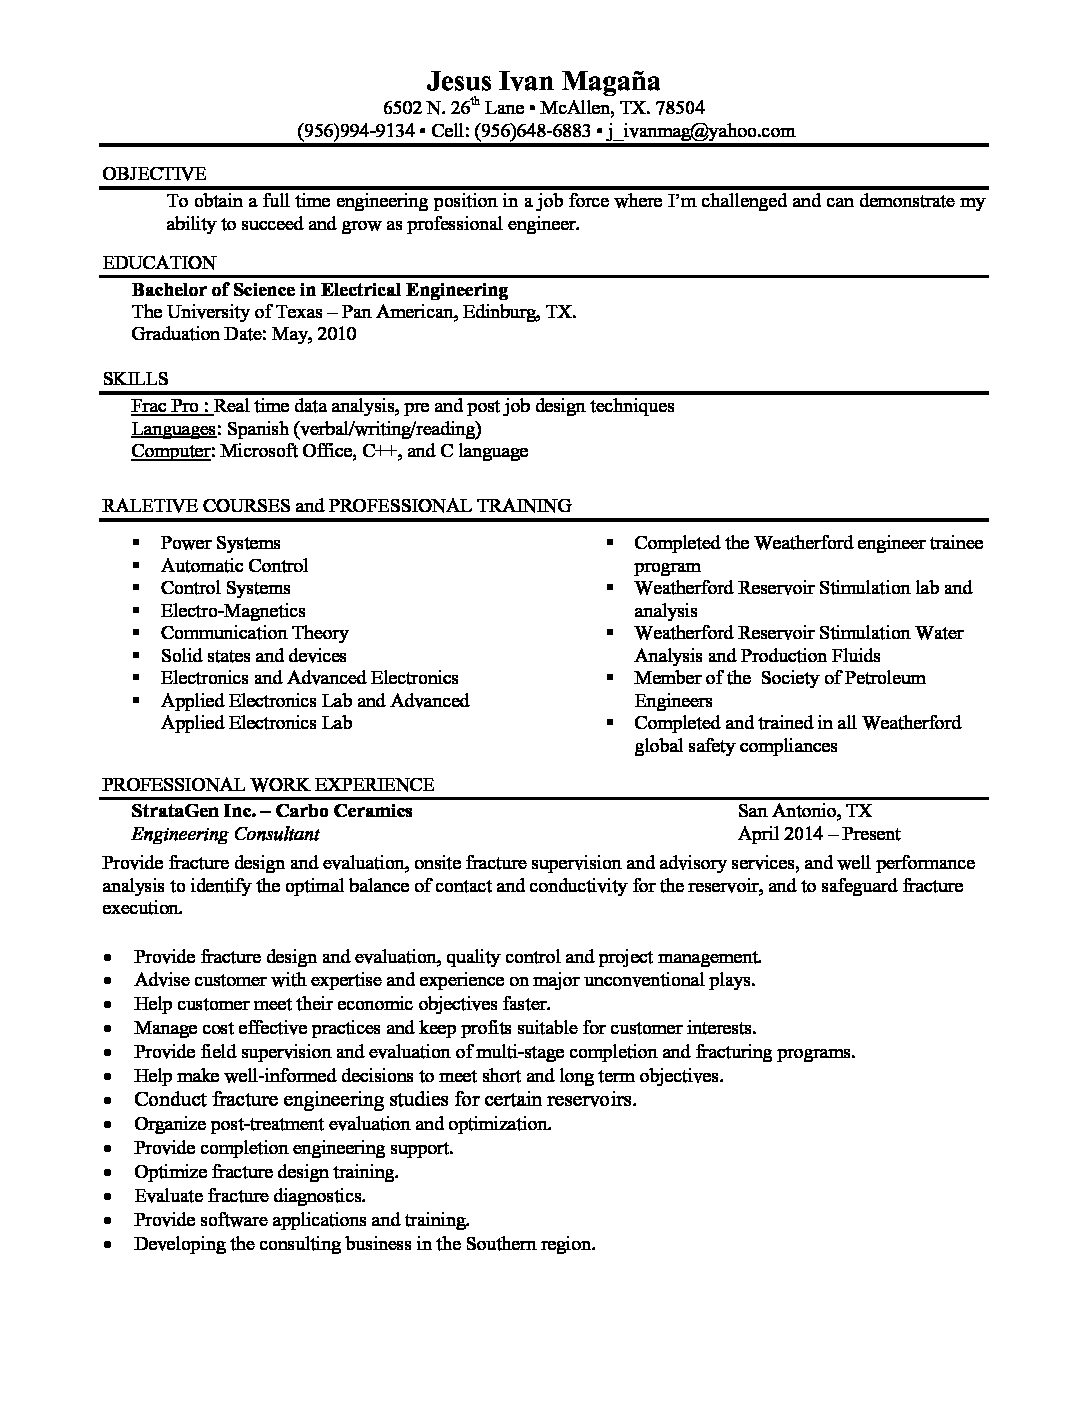 Jesus Ivan Magaña
6502 N. 26th Lane ▪ McAllen, TX. 78504
(956)994-9134 ▪ Cell: (956)648-6883 ▪ j_ivanmag@yahoo.com
OBJECTIVE
To obtain a full time engineering position in a job force where I'm challenged and can demonstrate my
ability to succeed and grow as professional engineer.
EDUCATION
Bachelor of Science in Electrical Engineering
The University of Texas – Pan American, Edinburg, TX.
Graduation Date: May, 2010
SKILLS
Frac Pro : Real time data analysis, pre and post job design techniques
Languages: Spanish (verbal/writing/reading)
Computer: Microsoft Office, C++, and C language
RALETIVE COURSES and PROFESSIONAL TRAINING
▪ Power Systems
▪ Automatic Control
▪ Control Systems
▪ Electro-Magnetics
▪ Communication Theory
▪ Solid states and devices
▪ Electronics and Advanced Electronics
▪ Applied Electronics Lab and Advanced
Applied Electronics Lab
▪ Completed the Weatherford engineer trainee
program
▪ Weatherford Reservoir Stimulation lab and
analysis
▪ Weatherford Reservoir Stimulation Water
Analysis and Production Fluids
▪ Member of the Society of Petroleum
Engineers
▪ Completed and trained in all Weatherford
global safety compliances
PROFESSIONAL WORK EXPERIENCE
StrataGen Inc. – Carbo Ceramics San Antonio, TX
Engineering Consultant April 2014 – Present
Provide fracture design and evaluation, onsite fracture supervision and advisory services, and well performance
analysis to identify the optimal balance of contact and conductivity for the reservoir, and to safeguard fracture
execution.
• Provide fracture design and evaluation, quality control and project management.
• Advise customer with expertise and experience on major unconventional plays.
• Help customer meet their economic objectives faster.
• Manage cost effective practices and keep profits suitable for customer interests.
• Provide field supervision and evaluation of multi-stage completion and fracturing programs.
• Help make well-informed decisions to meet short and long term objectives.
• Conduct fracture engineering studies for certain reservoirs.
• Organize post-treatment evaluation and optimization.
• Provide completion engineering support.
• Optimize fracture design training.
• Evaluate fracture diagnostics.
• Provide software applications and training.
• Developing the consulting business in the Southern region.